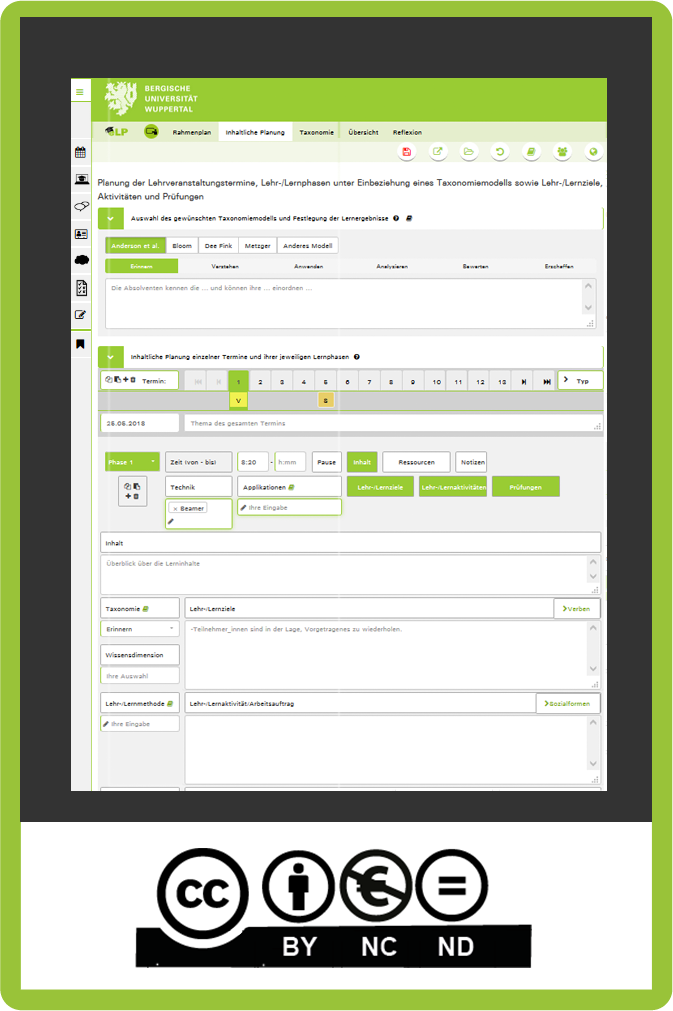 BERGISCHE
UNIVERSITÄT
WUPPERTAL
LP Rahmenplan Inhaltliche Planung Taxonomie Übersicht Reflexion
Planung der Lehrveranstaltungstermine, Lehr-/Lernphasen unter Einbeziehung eines Taxonomiemodells sowie Lehr-/Lernziele,
Aktivitäten und Prüfungen
Auswahl des gewünschten Taxonomiemodells und Festlegung der Lernergebnisse
Anderson et al. Bloom Dee Fink Metzger Anderes Modell
Erinnern Verstehen Anwenden Analysieren Bewerten Erschaffen
Die Absolventen kennen die ... und können ihre ... einordnen ...
Inhaltliche Planung einzelner Termine und ihrer jeweiligen Lernphasen
Termin: 1 2 3 4 5 6 7 8 9 10 11 12 13 Typ
V S
25.05.2018 Thema des gesamten Termins
Phase 1 Zeit (von - bis) 8:20 - h:mm Pause Inhalt Ressourcen Notizen
Technik Applikationen Lehr-/Lernziele Lehr-/Lernaktivitäten Prüfungen
× Beamer Ihre Eingabe
Inhalt
Überblick über die Lerninhalte
Taxonomie Lehr-/Lernziele Verben
Erinnern -Teilnehmer_innen sind in der Lage, Vorgetragenes zu wiederholen.
Wissensdimension
Ihre Auswahl
Lehr-/Lernmethode Lehr-/Lernaktivität/Arbeitsauftrag Sozialformen
Ihre Eingabe
CC
BY NC ND